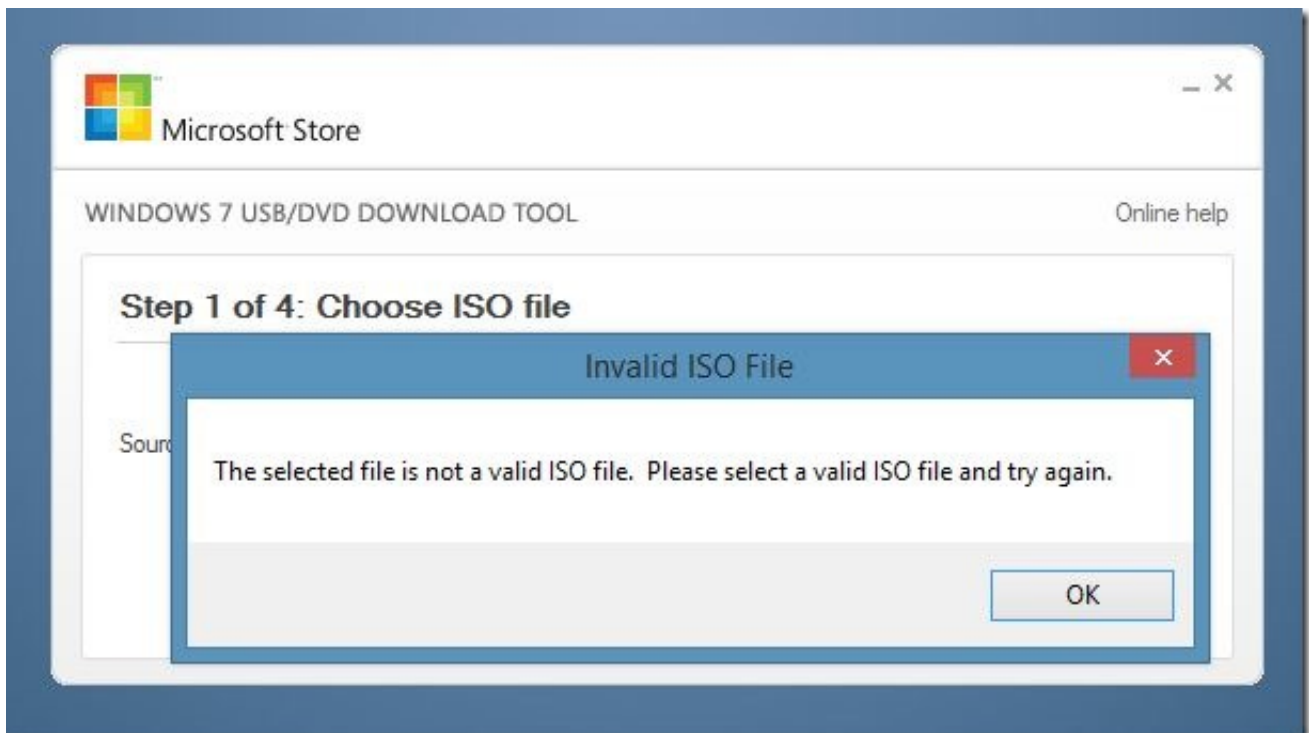 Microsoft Store
WINDOWS 7 USB/DVD DOWNLOAD TOOL
Online help
Step 1 of 4: Choose ISO file
Invalid ISO File
The selected file is not a valid ISO file.  Please select a valid ISO file and try again.
OK